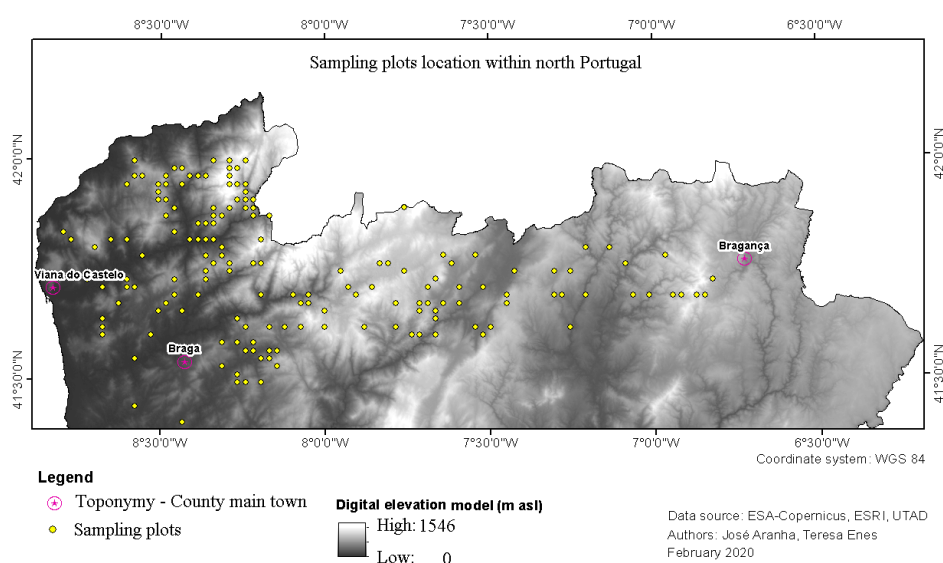 8°30'0"W 8°0'0"W 7°30'0"W 7°0'0"W 6°30'0"W
Sampling plots location within north Portugal
42°0'0"N 42°0'0"N
Bragança
Viana do Castelo
Braga
41°30'0"N 41°30'0"N
8°30'0"W 8°0'0"W 7°30'0"W 7°0'0"W 6°30'0"W
Coordinate system: WGS 84
Legend
Toponymy - County main town
Sampling plots
Digital elevation model (m asl)
High: 1546
Low: 0
Data source: ESA-Copernicus, ESRI, UTAD
Authors: José Aranha, Teresa Enes
February 2020